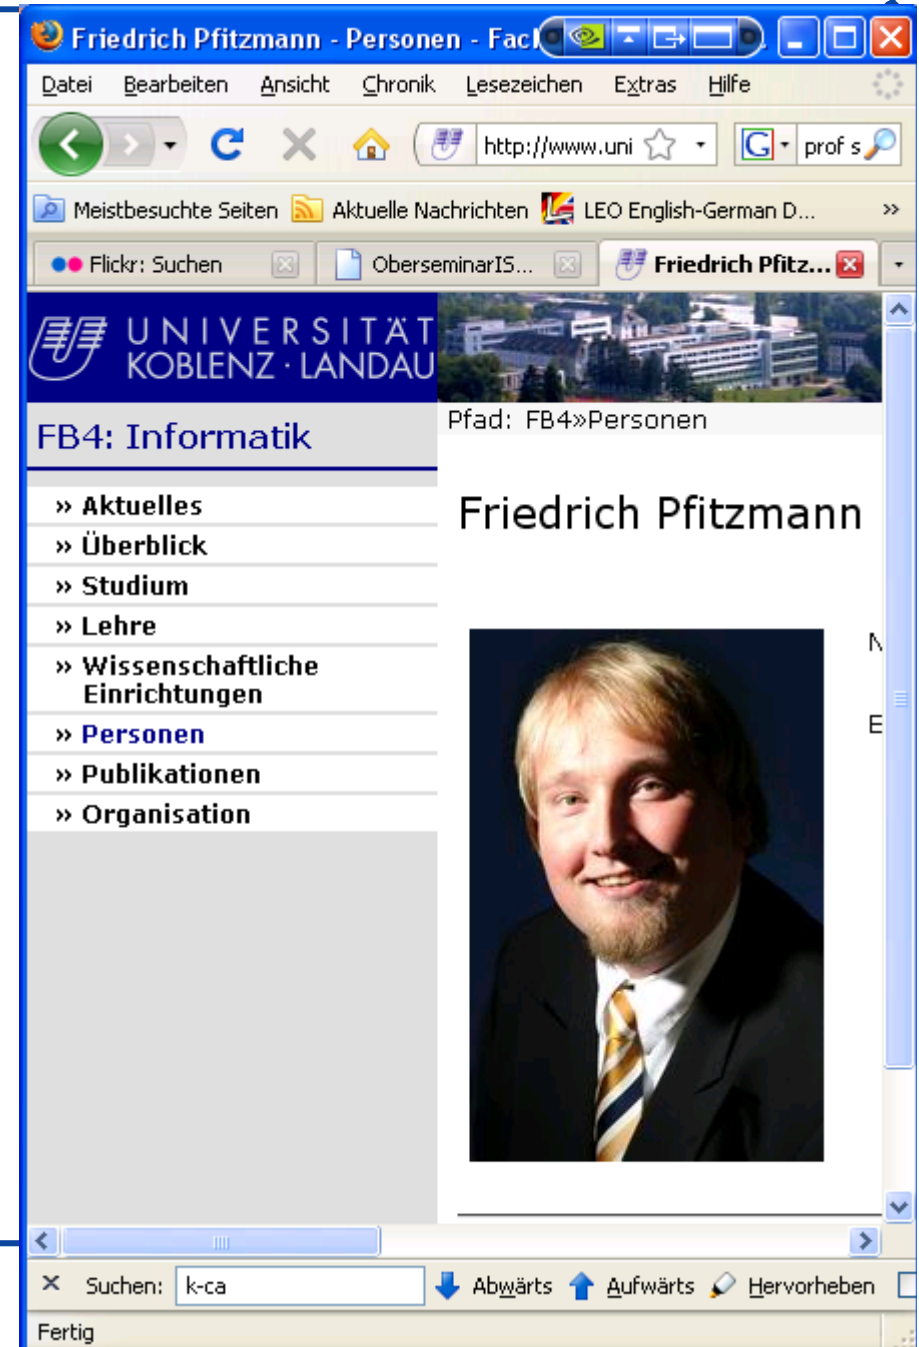 Friedrich Pfitzmann - Personen - Fac
Datei Bearbeiten Ansicht Chronik Lesezeichen Extras Hilfe
http://www.uni G prof s
Meistbesuchte Seiten Aktuelle Nachrichten LEO English-German D... »
Flickr: Suchen OberseminarIS... Friedrich Pfitz...
UNIVERSITÄT
KOBLENZ · LANDAU
Pfad: FB4»Personen
FB4: Informatik
Friedrich Pfitzmann
» Aktuelles
» Überblick
» Studium
» Lehre
» Wissenschaftliche
Einrichtungen
» Personen
» Publikationen
» Organisation
N
E
× Suchen: k-ca Abwärts Aufwärts Hervorheben
Fertig